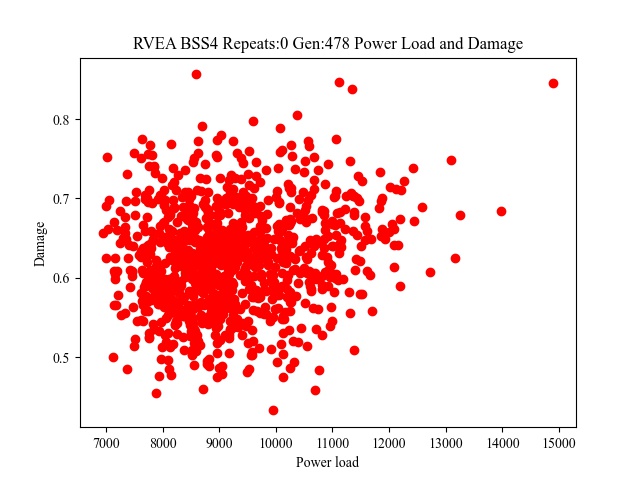 RVEA BSS4 Repeats:0 Gen:478 Power Load and Damage
0.8
0.7
0.6
0.5
Damage
7000 8000 9000 10000 11000 12000 13000 14000 15000
Power load